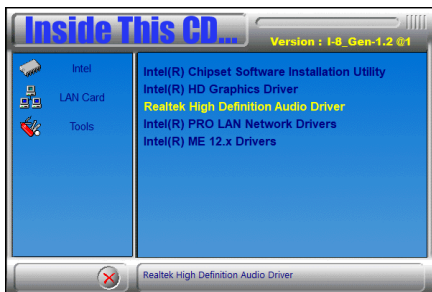 Inside This CD...
Version : I-8_Gen-1.2 @1
Intel
LAN Card
Tools
Intel(R) Chipset Software Installation Utility
Intel(R) HD Graphics Driver
Realtek High Definition Audio Driver
Intel(R) PRO LAN Network Drivers
Intel(R) ME 12.x Drivers
Realtek High Definition Audio Driver